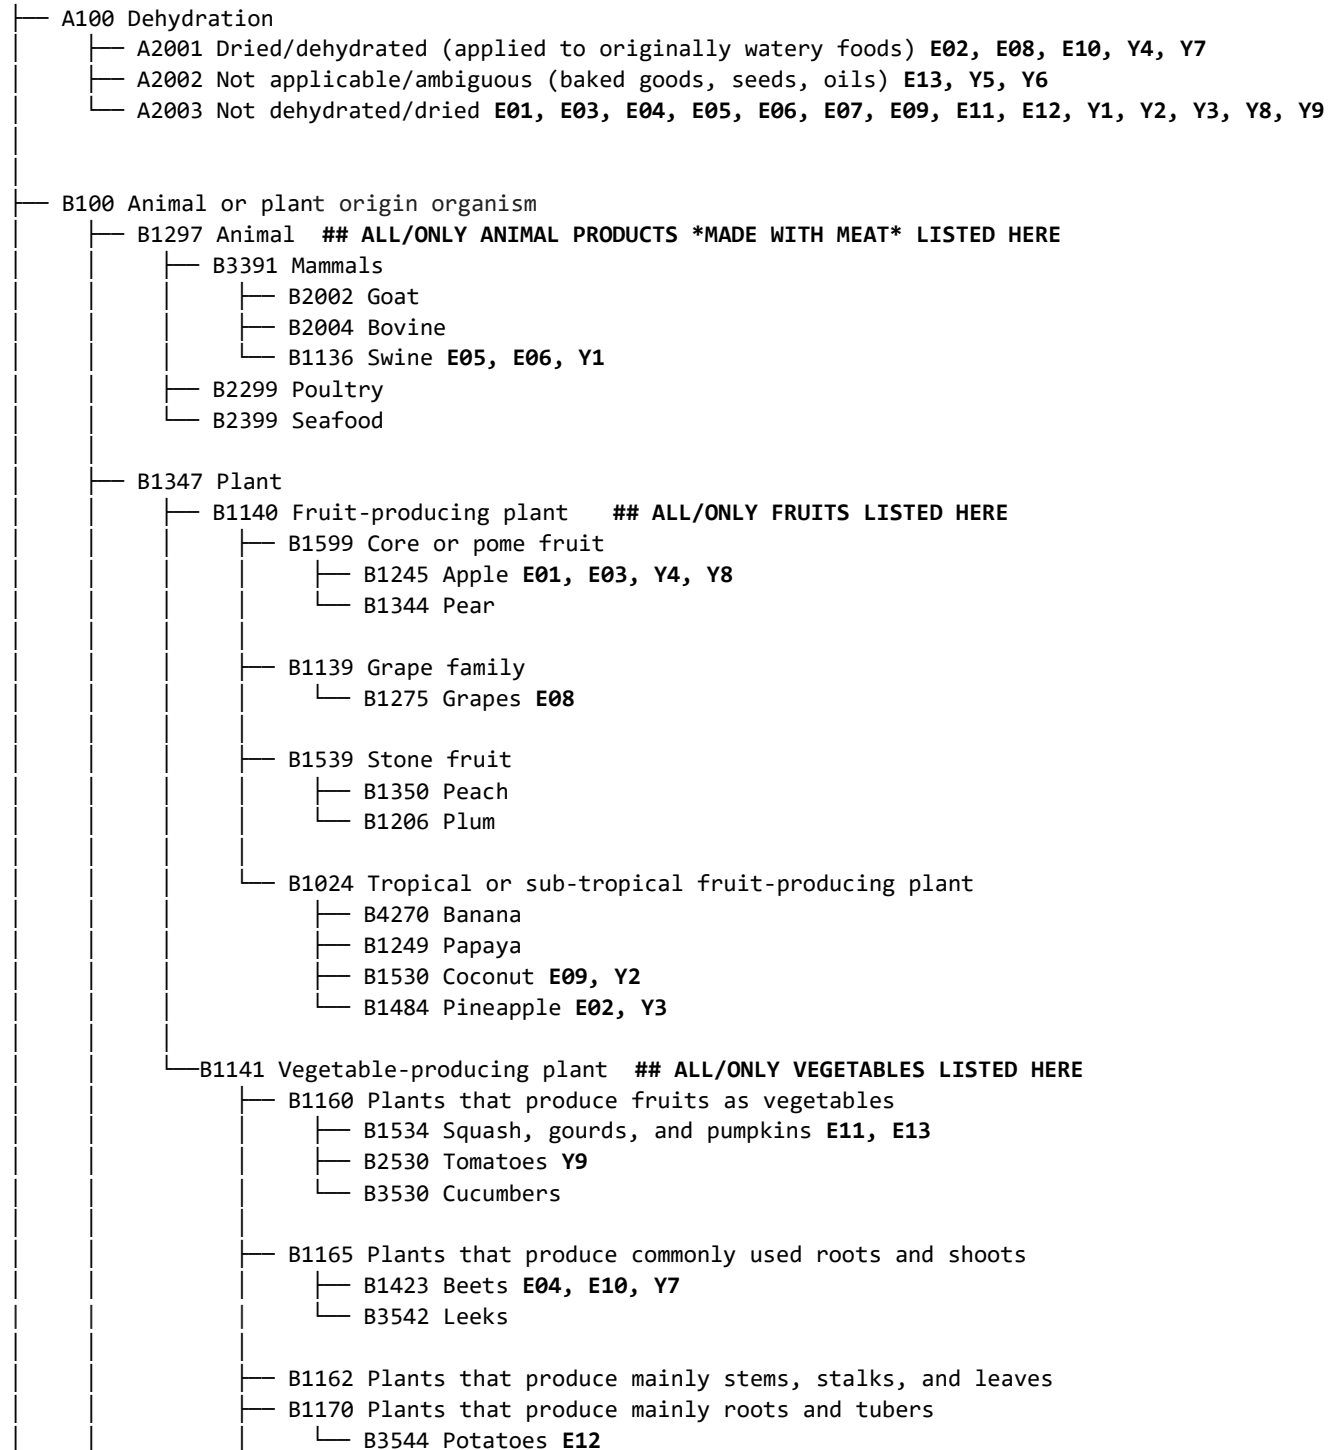 ├── A100 Dehydration
│     ├── A2001 Dried/dehydrated (applied to originally watery foods) E02, E08, E10, Y4, Y7
│     ├── A2002 Not applicable/ambiguous (baked goods, seeds, oils) E13, Y5, Y6
│     └── A2003 Not dehydrated/dried E01, E03, E04, E05, E06, E07, E09, E11, E12, Y1, Y2, Y3, Y8, Y9
│
│
├── B100 Animal or plant origin organism
│     ├── B1297 Animal  ## ALL/ONLY ANIMAL PRODUCTS *MADE WITH MEAT* LISTED HERE
│     │     ├── B3391 Mammals
│     │     │     ├── B2002 Goat
│     │     │     ├── B2004 Bovine
│     │     │     └── B1136 Swine E05, E06, Y1
│     │     ├── B2299 Poultry
│     │     └── B2399 Seafood
│     │
│     ├── B1347 Plant
│     │     ├── B1140 Fruit-producing plant   ## ALL/ONLY FRUITS LISTED HERE
│     │     │     ├── B1599 Core or pome fruit
│     │     │     │     ├── B1245 Apple E01, E03, Y4, Y8
│     │     │     │     └── B1344 Pear
│     │     │     │
│     │     │     ├── B1139 Grape family
│     │     │     │     └── B1275 Grapes E08
│     │     │     │
│     │     │     ├── B1539 Stone fruit
│     │     │     │     ├── B1350 Peach
│     │     │     │     └── B1206 Plum
│     │     │     │
│     │     │     └── B1024 Tropical or sub-tropical fruit-producing plant
│     │     │           ├── B4270 Banana
│     │     │           ├── B1249 Papaya
│     │     │           ├── B1530 Coconut E09, Y2
│     │     │           └── B1484 Pineapple E02, Y3
│     │     │
│     │     └──B1141 Vegetable-producing plant  ## ALL/ONLY VEGETABLES LISTED HERE
│     │           ├── B1160 Plants that produce fruits as vegetables
│     │           │     ├── B1534 Squash, gourds, and pumpkins E11, E13
│     │           │     ├── B2530 Tomatoes Y9
│     │           │     └── B3530 Cucumbers
│     │           │
│     │           ├── B1165 Plants that produce commonly used roots and shoots
│     │           │     ├── B1423 Beets E04, E10, Y7
│     │           │     └── B3542 Leeks
│     │           │
│     │           ├── B1162 Plants that produce mainly stems, stalks, and leaves
│     │           ├── B1170 Plants that produce mainly roots and tubers
│     │           │     └── B3544 Potatoes E12